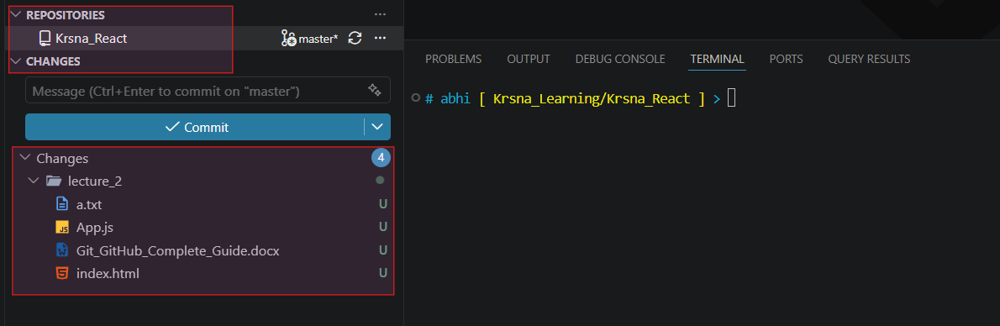 REPOSITORIES
Krsna_React master*
CHANGES
Message (Ctrl+Enter to commit on "master")
Commit
Changes 4
lecture_2
a.txt U
JS App.js U
W Git_GitHub_Complete_Guide.docx U
index.html U
PROBLEMS OUTPUT DEBUG CONSOLE TERMINAL PORTS QUERY RESULTS
# abhi [ Krsna_Learning/Krsna_React ] >